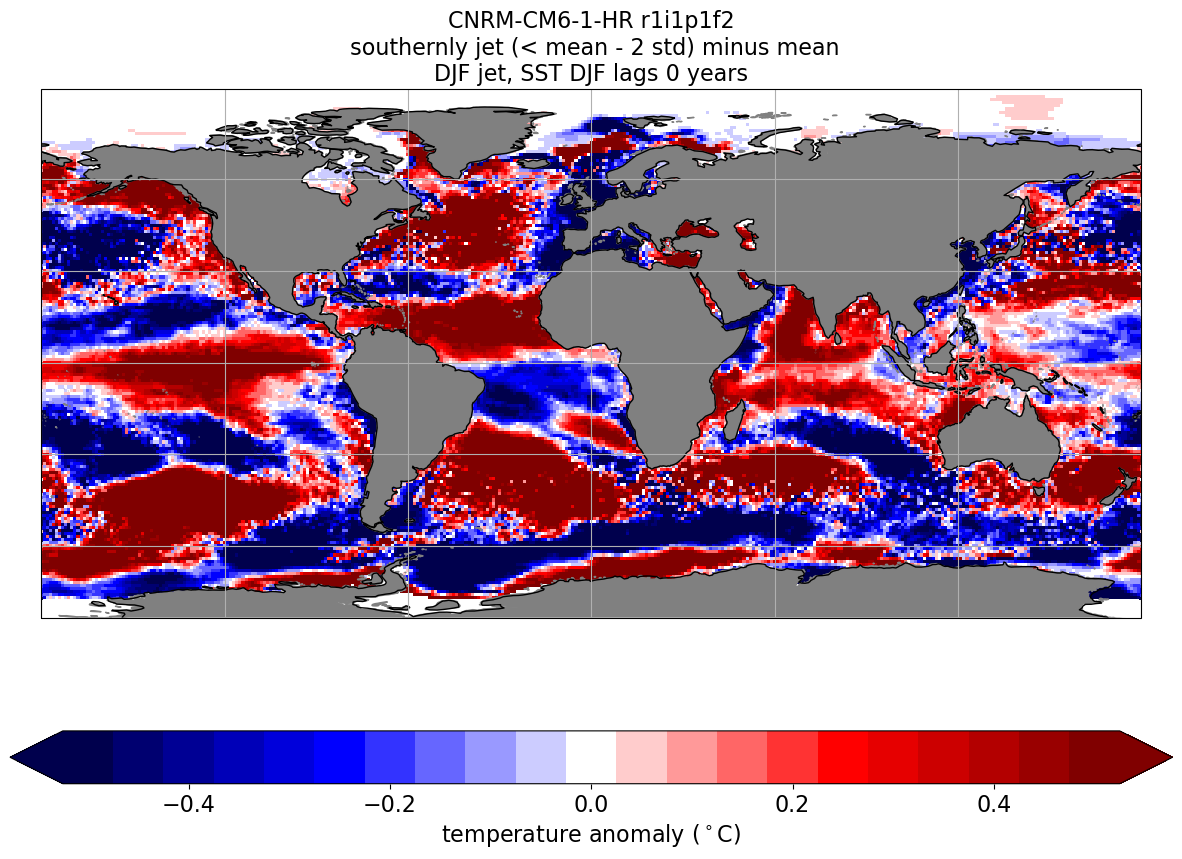 CNRM-CM6-1-HR r1i1p1f2
southernly jet (< mean - 2 std) minus mean
DJF jet, SST DJF lags 0 years
−0.4 −0.2 0.0 0.2 0.4
temperature anomaly (∘C)